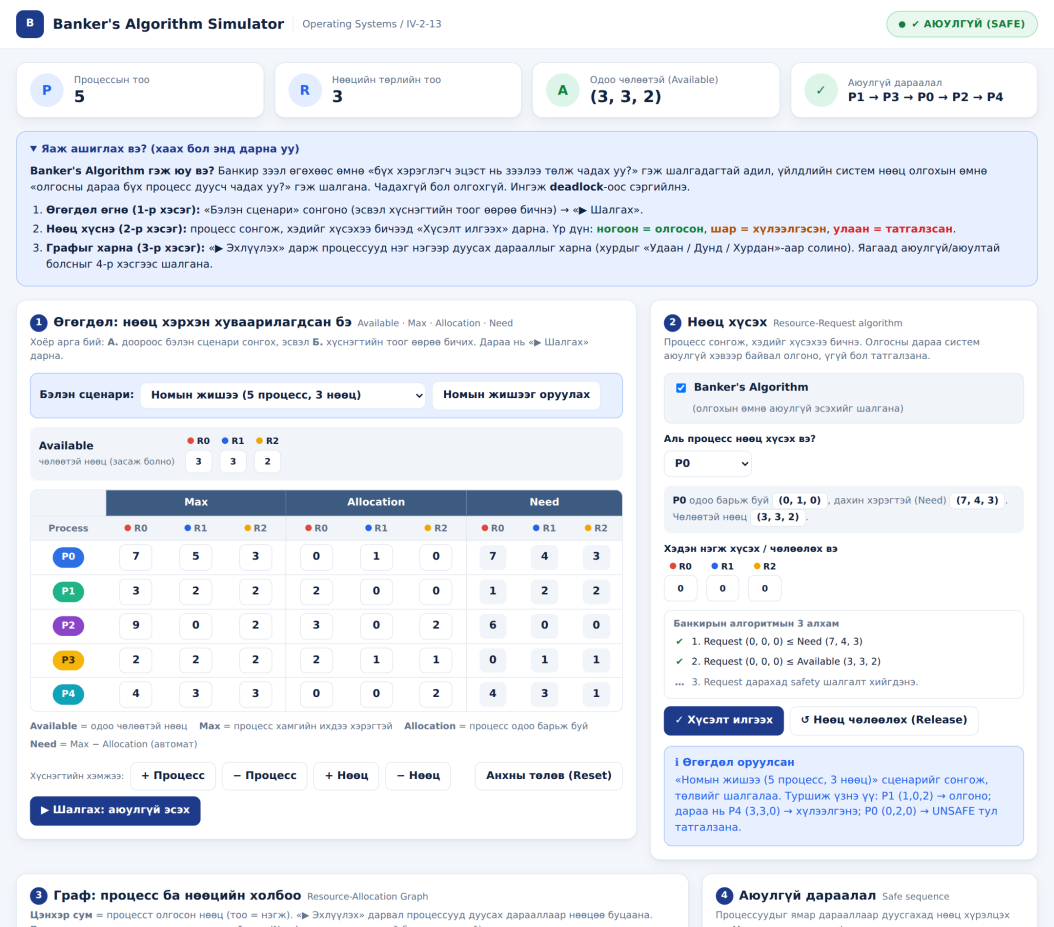 B Banker's Algorithm Simulator Operating Systems / IV-2-13 ● ✔ АЮУЛГҮЙ (SAFE)
P Процессын тоо 5
R Нөөцийн төрлийн тоо 3
A Одоо чөлөөтэй (Available) (3, 3, 2)
✓ Аюулгүй дараалал P1 → P3 → P0 → P2 → P4
▼ Яаж ашиглах вэ? (хаах бол энд дарна уу)
Banker's Algorithm гэж юу вэ? Банкир зээл өгөхөөс өмнө «бүх хэрэглэгч эцэст нь зээлээ төлж чадах уу?» гэж шалгадагтай адил, үйлдлийн систем нөөц олгохын өмнө
«олгосны дараа бүх процесс дуусч чадах уу?» гэж шалгана. Чадахгүй бол олгохгүй. Ингэж deadlock-оос сэргийлнэ.
1. Өгөгдөл өгнө (1-р хэсэг): «Бэлэн сценари» сонгоно (эсвэл хүснэгтийн тоог өөрөө бичнэ) → «▶ Шалгах».
2. Нөөц хүснэ (2-р хэсэг): процесс сонгож, хэдийг хүсэхээ бичээд «Хүсэлт илгээх» дарна. Үр дүн: ногоон = олгосон, шар = хүлээлгэсэн, улаан = татгалзсан.
3. Графыг харна (3-р хэсэг): «▶ Эхлүүлэх» дарж процессууд нэг нэгээр дуусах дарааллыг харна (хурдыг «Удаан / Дунд / Хурдан»-аар солино). Яагаад аюулгүй/аюултай
болсныг 4-р хэсгээс шалгана.
1 Өгөгдөл: нөөц хэрхэн хуваарилагдсан бэ Available · Max · Allocation · Need
Хоёр арга бий: А. доороос бэлэн сценари сонгох, эсвэл Б. хүснэгтийн тоог өөрөө бичих. Дараа нь «▶ Шалгах»
дарна.
Бэлэн сценари: Номын жишээ (5 процесс, 3 нөөц) Номын жишээг оруулах
Available
чөлөөтэй нөөц (засаж болно)
R0 R1 R2
3 3 2
Max Allocation Need
Process R0 R1 R2 R0 R1 R2 R0 R1 R2
P0 7 5 3 0 1 0 7 4 3
P1 3 2 2 2 0 0 1 2 2
P2 9 0 2 3 0 2 6 0 0
P3 2 2 2 2 1 1 0 1 1
P4 4 3 3 0 0 2 4 3 1
Available = одоо чөлөөтэй нөөц Max = процесс хамгийн ихдээ хэрэгтэй Allocation = процесс одоо барьж буй
Need = Max − Allocation (автомат)
Хүснэгтийн хэмжээ: + Процесс − Процесс + Нөөц − Нөөц Анхны төлөв (Reset)
▶ Шалгах: аюулгүй эсэх
2 Нөөц хүсэх Resource-Request algorithm
Процесс сонгож, хэдийг хүсэхээ бичнэ. Олгосны дараа систем
аюулгүй хэвээр байвал олгоно, үгүй бол татгалзана.
Banker's Algorithm
(олгохын өмнө аюулгүй эсэхийг шалгана)
Аль процесс нөөц хүсэх вэ?
P0
P0 одоо барьж буй (0, 1, 0), дахин хэрэгтэй (Need) (7, 4, 3).
Чөлөөтэй нөөц (3, 3, 2).
Хэдэн нэгж хүсэх / чөлөөлөх вэ
R0 R1 R2
0 0 0
Банкирын алгоритмын 3 алхам
✔ 1. Request (0, 0, 0) ≤ Need (7, 4, 3)
✔ 2. Request (0, 0, 0) ≤ Available (3, 3, 2)
… 3. Request дарахад safety шалгалт хийгдэнэ.
✓ Хүсэлт илгээх ↺ Нөөц чөлөөлөх (Release)
ℹ Өгөгдөл оруулсан
«Номын жишээ (5 процесс, 3 нөөц)» сценарийг сонгож,
төлвийг шалгалаа. Туршиж үзнэ үү: P1 (1,0,2) → олгоно;
дараа нь P4 (3,3,0) → хүлээлгэнэ; P0 (0,2,0) → UNSAFE тул
татгалзана.
3 Граф: процесс ба нөөцийн холбоо Resource-Allocation Graph
Цэнхэр сум = процесст олгосон нөөц (тоо = нэгж). «▶ Эхлүүлэх» дарвал процессууд дуусах дарааллаар нөөцөө буцаана.
4 Аюулгүй дараалал Safe sequence
Процессуудыг ямар дарааллаар дуусгахад нөөц хүрэлцэх